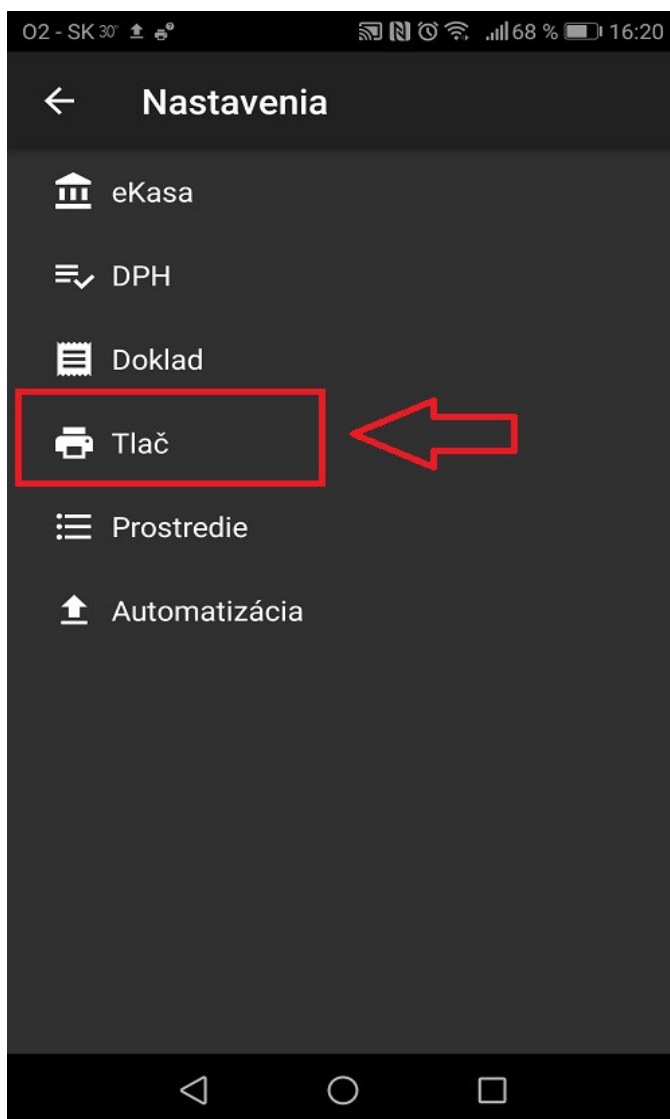 O2 - SK 30° 68 % 16:20
Nastavenia
eKasa
DPH
Doklad
Tlač
Prostredie
Automatizácia